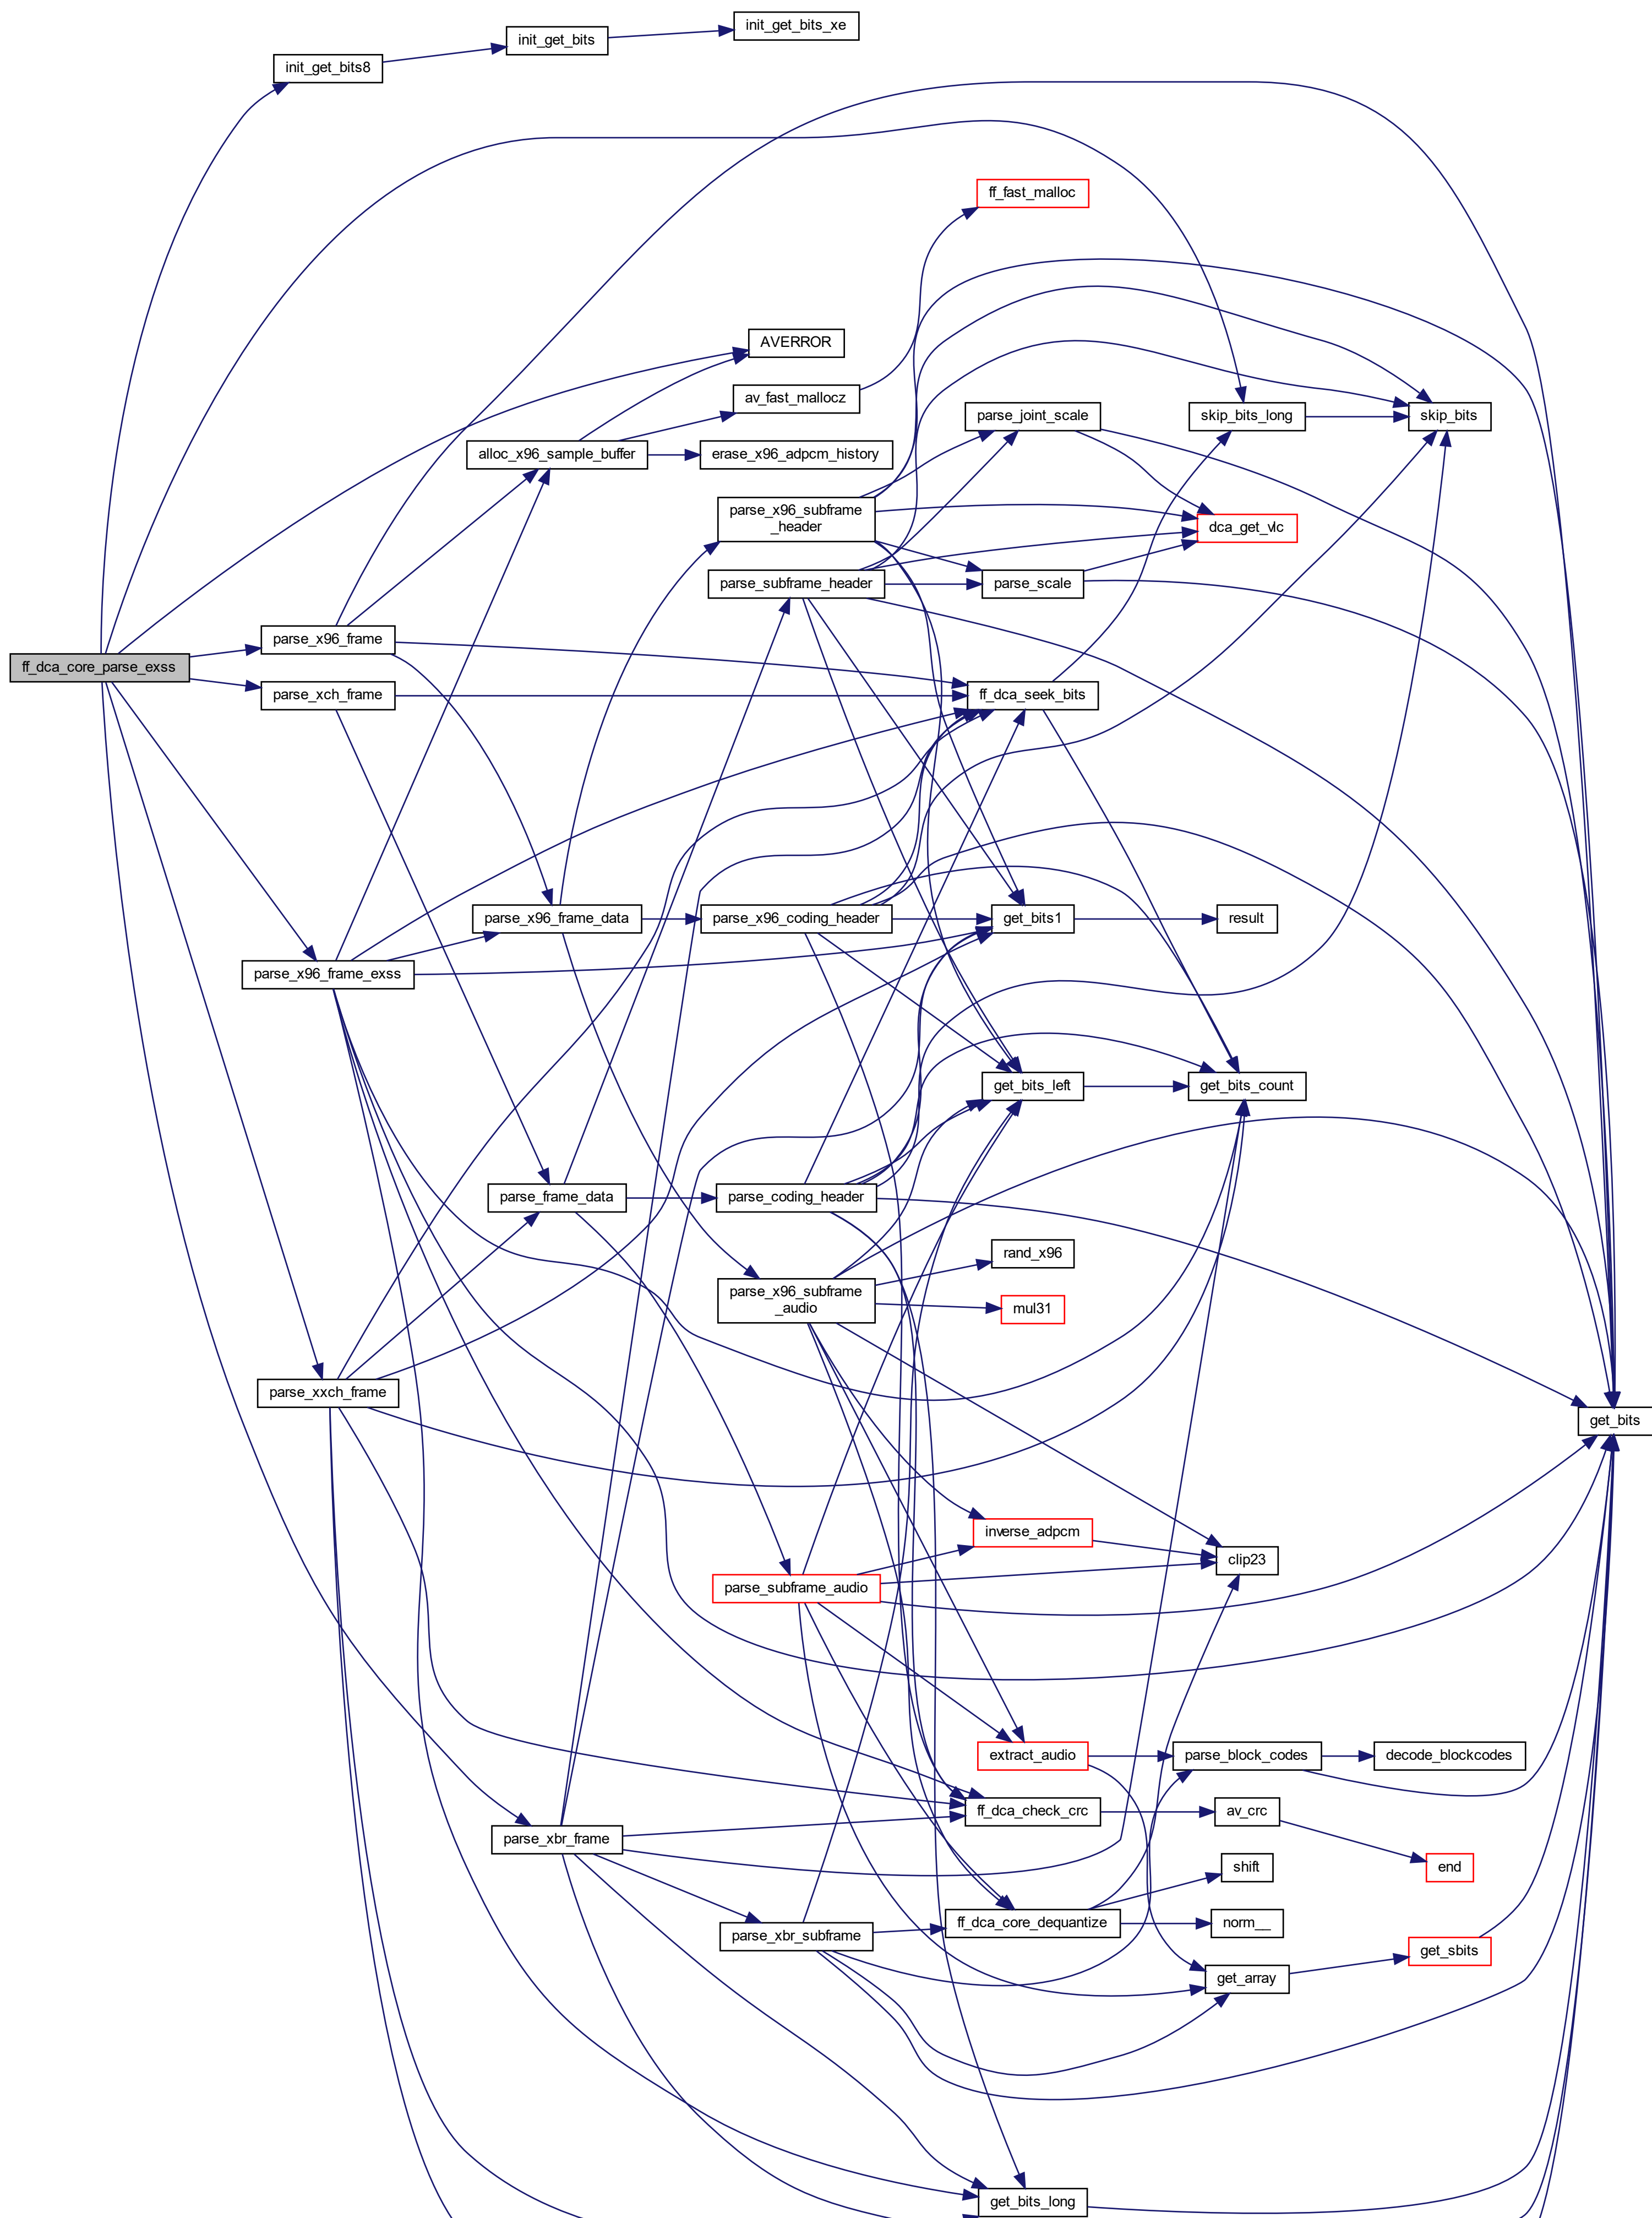 init_get_bits_xe
init_get_bits
init_get_bits8
ff_fast_malloc
AVERROR
av_fast_mallocz
parse_joint_scale
skip_bits_long
skip_bits
alloc_x96_sample_buffer
erase_x96_adpcm_history
parse_x96_subframe
_header
dca_get_vlc
parse_subframe_header
parse_scale
parse_x96_frame
ff_dca_core_parse_exss
parse_xch_frame
ff_dca_seek_bits
parse_x96_frame_data
parse_x96_coding_header
get_bits1
result
parse_x96_frame_exss
get_bits_left
get_bits_count
parse_frame_data
parse_coding_header
rand_x96
parse_x96_subframe
_audio
mul31
parse_xxch_frame
get_bits
inverse_adpcm
clip23
parse_subframe_audio
extract_audio
parse_block_codes
decode_blockcodes
ff_dca_check_crc
av_crc
parse_xbr_frame
end
shift
parse_xbr_subframe
ff_dca_core_dequantize
norm__
get_sbits
get_array
get_bits_long